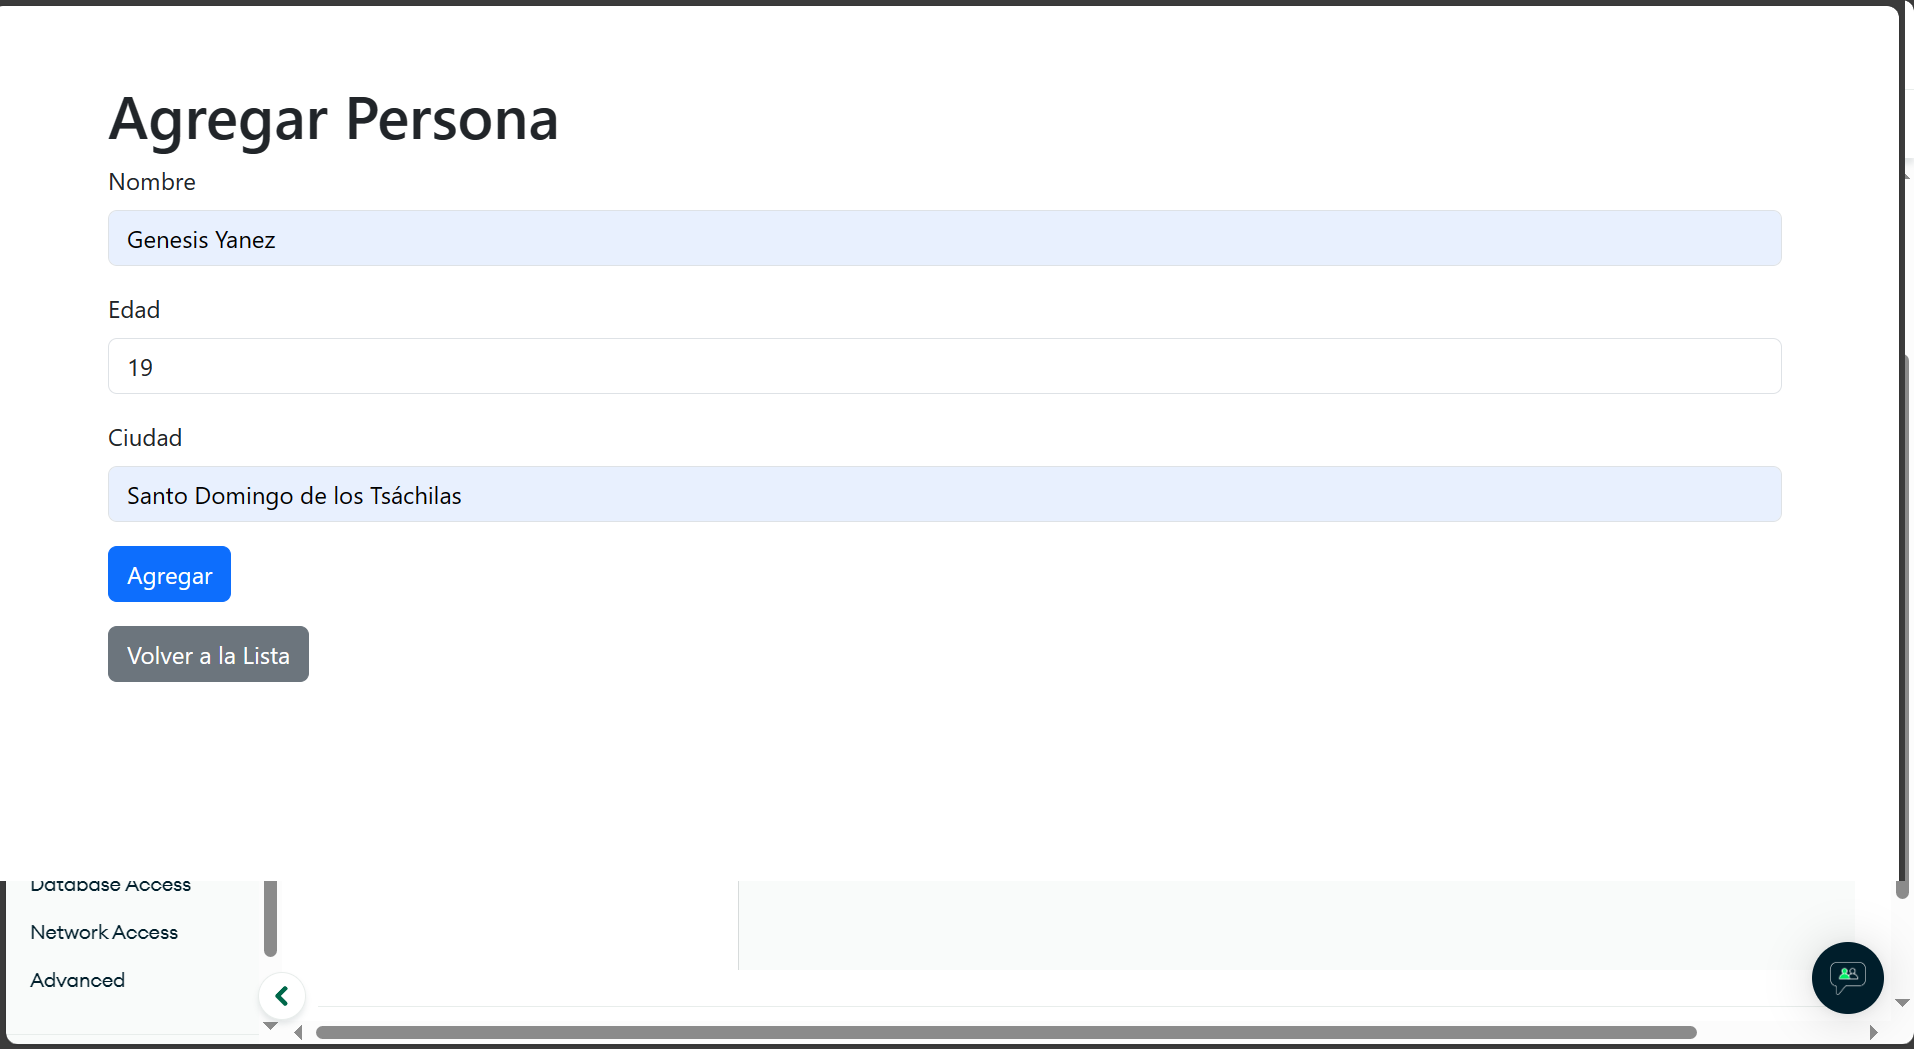 Agregar Persona
Nombre
Genesis Yanez
Edad
19
Ciudad
Santo Domingo de los Tsáchilas
Agregar
Volver a la Lista
Database Access
Network Access
Advanced